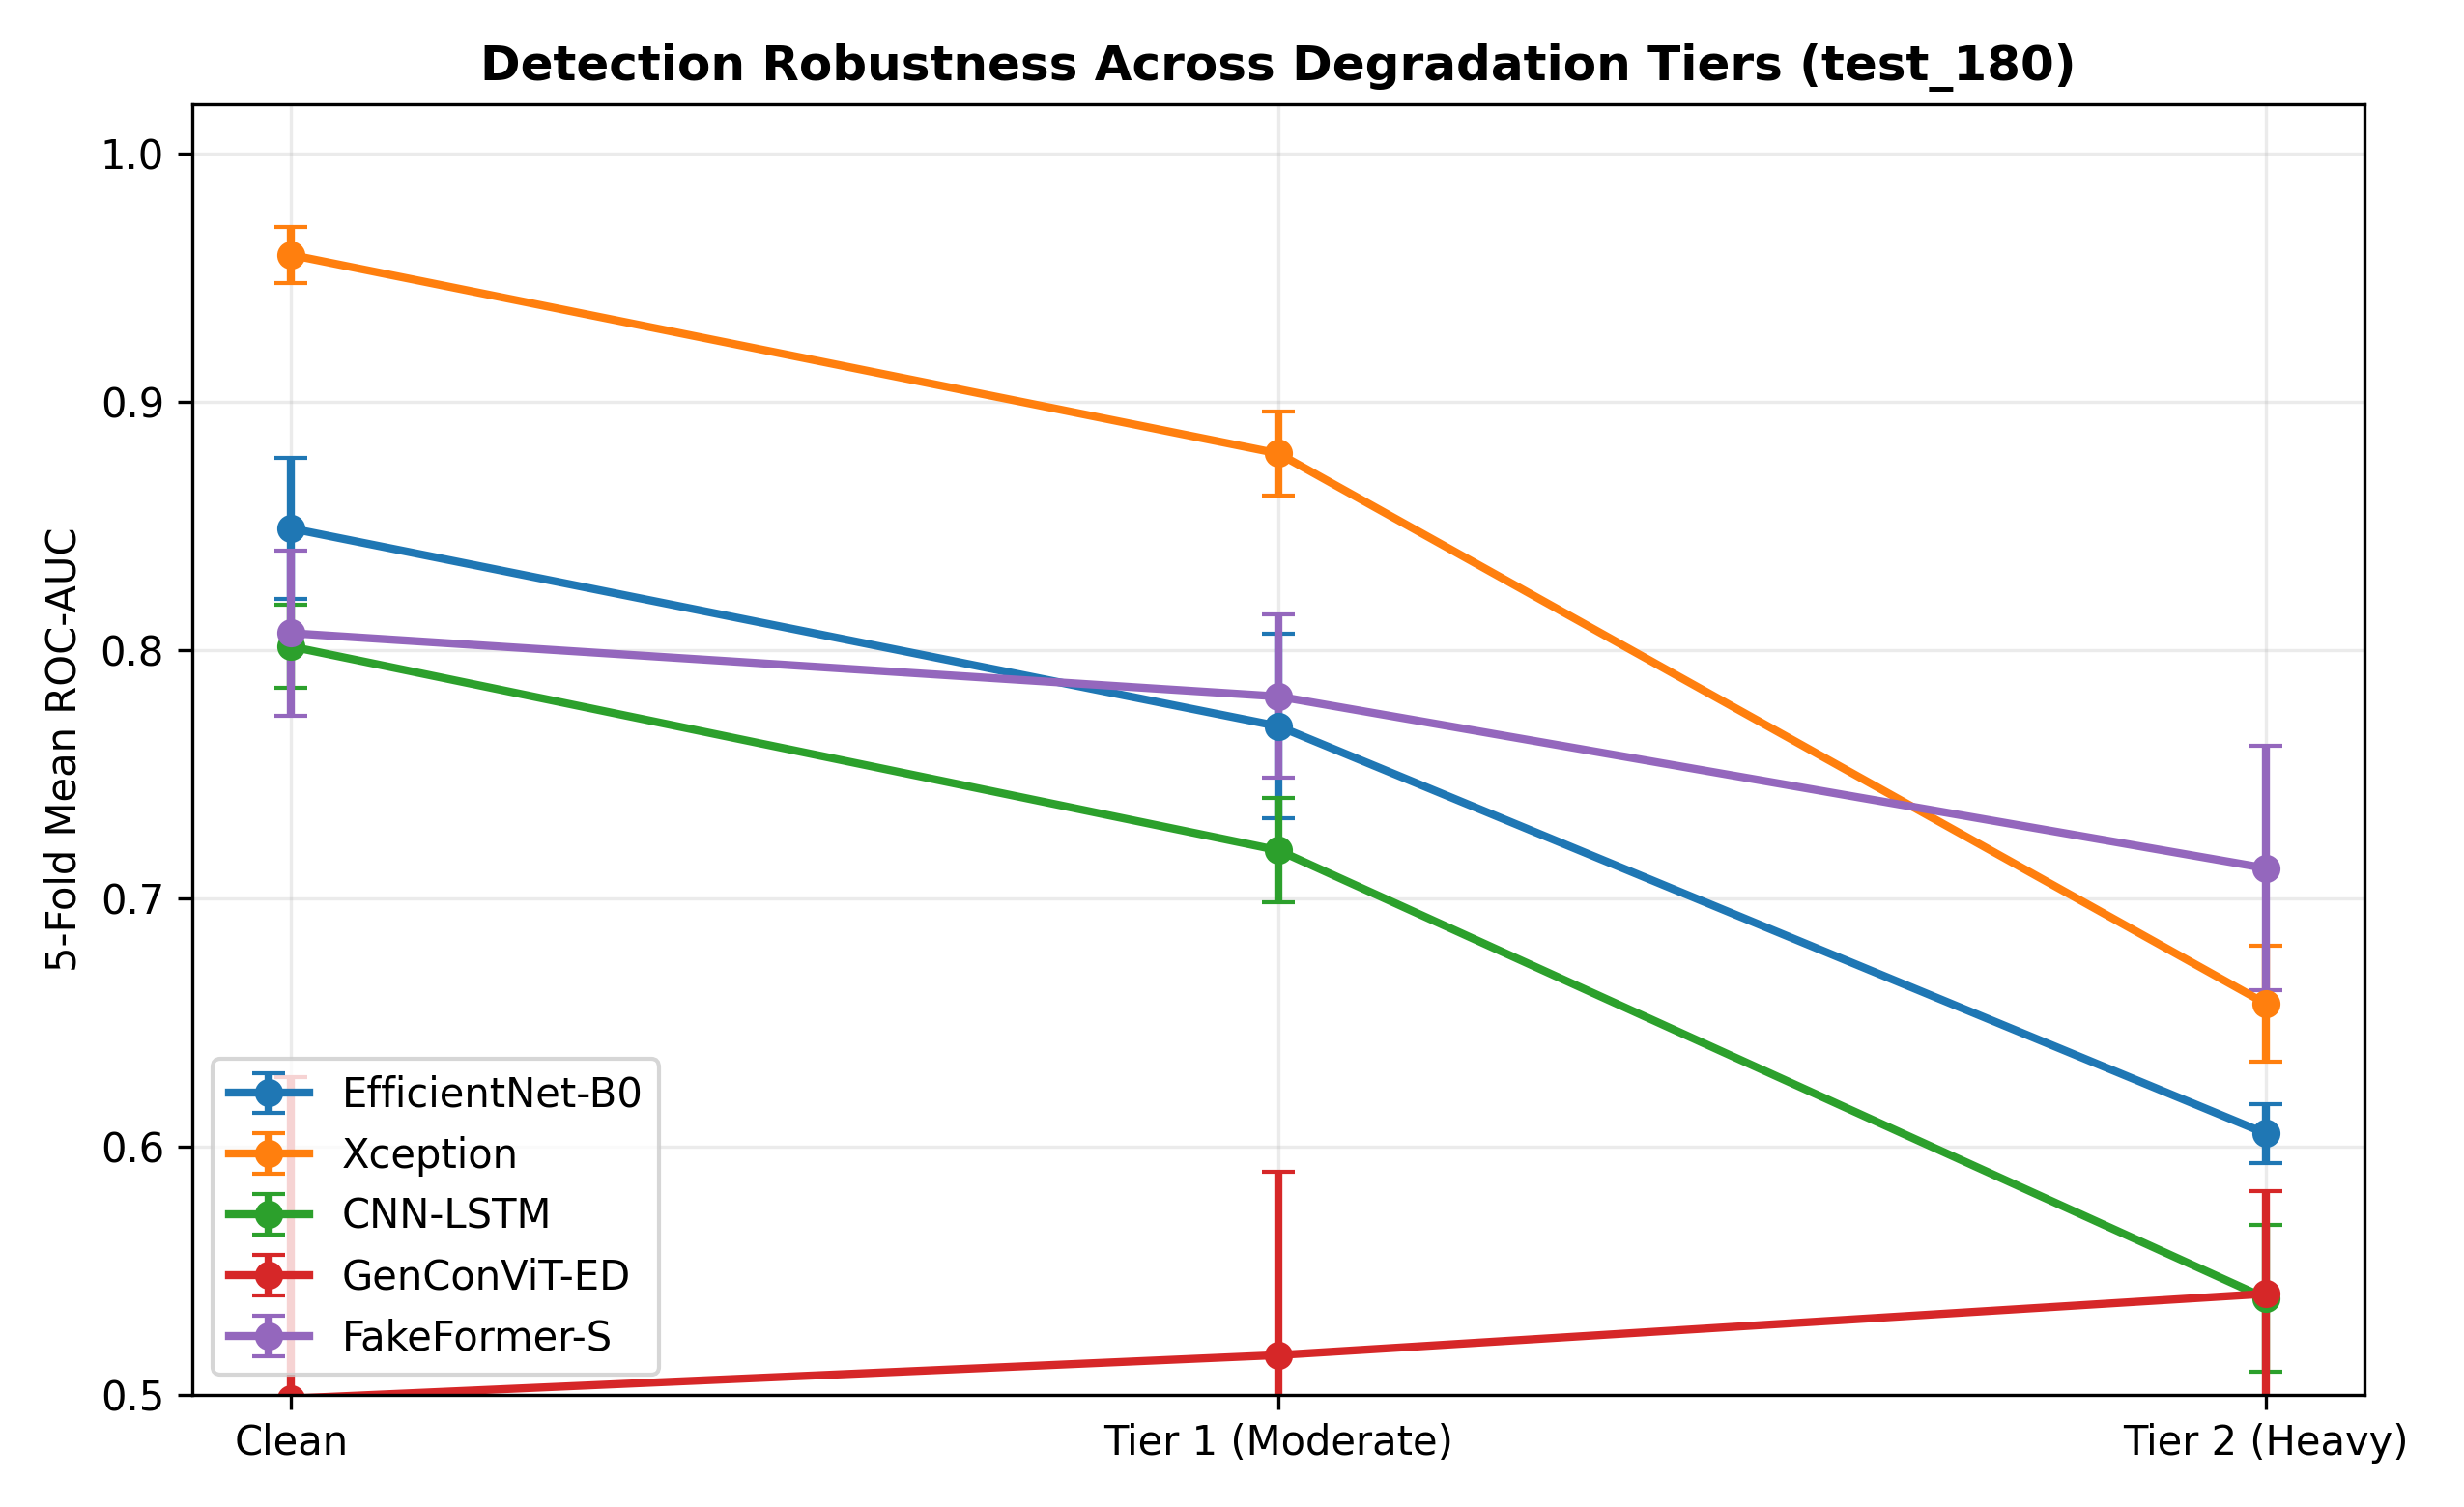 Detection Robustness Across Degradation Tiers (test_180)
5-Fold Mean ROC-AUC
1.0
0.9
0.8
0.7
0.6
0.5
EfficientNet-B0
Xception
CNN-LSTM
GenConViT-ED
FakeFormer-S
Clean
Tier 1 (Moderate)
Tier 2 (Heavy)